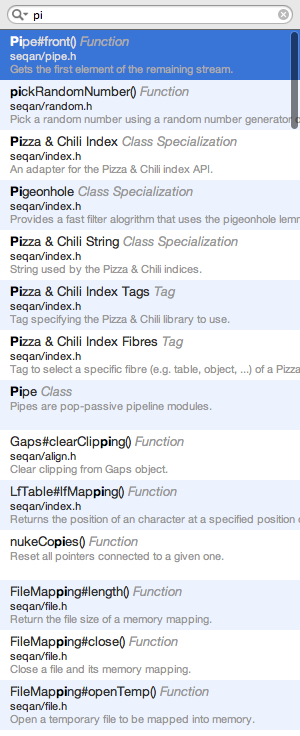 pi
Pipe#front() Function
seqan/pipe.h
Gets the first element of the remaining stream.
pickRandomNumber() Function
seqan/random.h
Pick a random number using a random number generator o
Pizza & Chili Index Class Specialization
seqan/index.h
An adapter for the Pizza & Chili index API.
Pigeonhole Class Specialization
seqan/index.h
Provides a fast filter alogrithm that uses the pigeonhole lemm
Pizza & Chili String Class Specialization
seqan/index.h
String used by the Pizza & Chili indices.
Pizza & Chili Index Tags Tag
seqan/index.h
Tag specifying the Pizza & Chili library to use.
Pizza & Chili Index Fibres Tag
seqan/index.h
Tag to select a specific fibre (e.g. table, object, ...) of a Pizza
Pipe Class
Pipes are pop-passive pipeline modules.
Gaps#clearClipping() Function
seqan/align.h
Clear clipping from Gaps object.
LfTable#lfMapping() Function
seqan/index.h
Returns the position of an character at a specified position o
nukeCopies() Function
Reset all pointers connected to a given one.
FileMapping#length() Function
seqan/file.h
Return the file size of a memory mapping.
FileMapping#close() Function
seqan/file.h
Close a file and its memory mapping.
FileMapping#openTemp() Function
seqan/file.h
Open a temporary file to be mapped into memory.